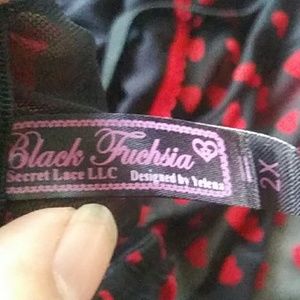 Black Fuchsia
Secret Lace LLC Designed by Yelena
2X